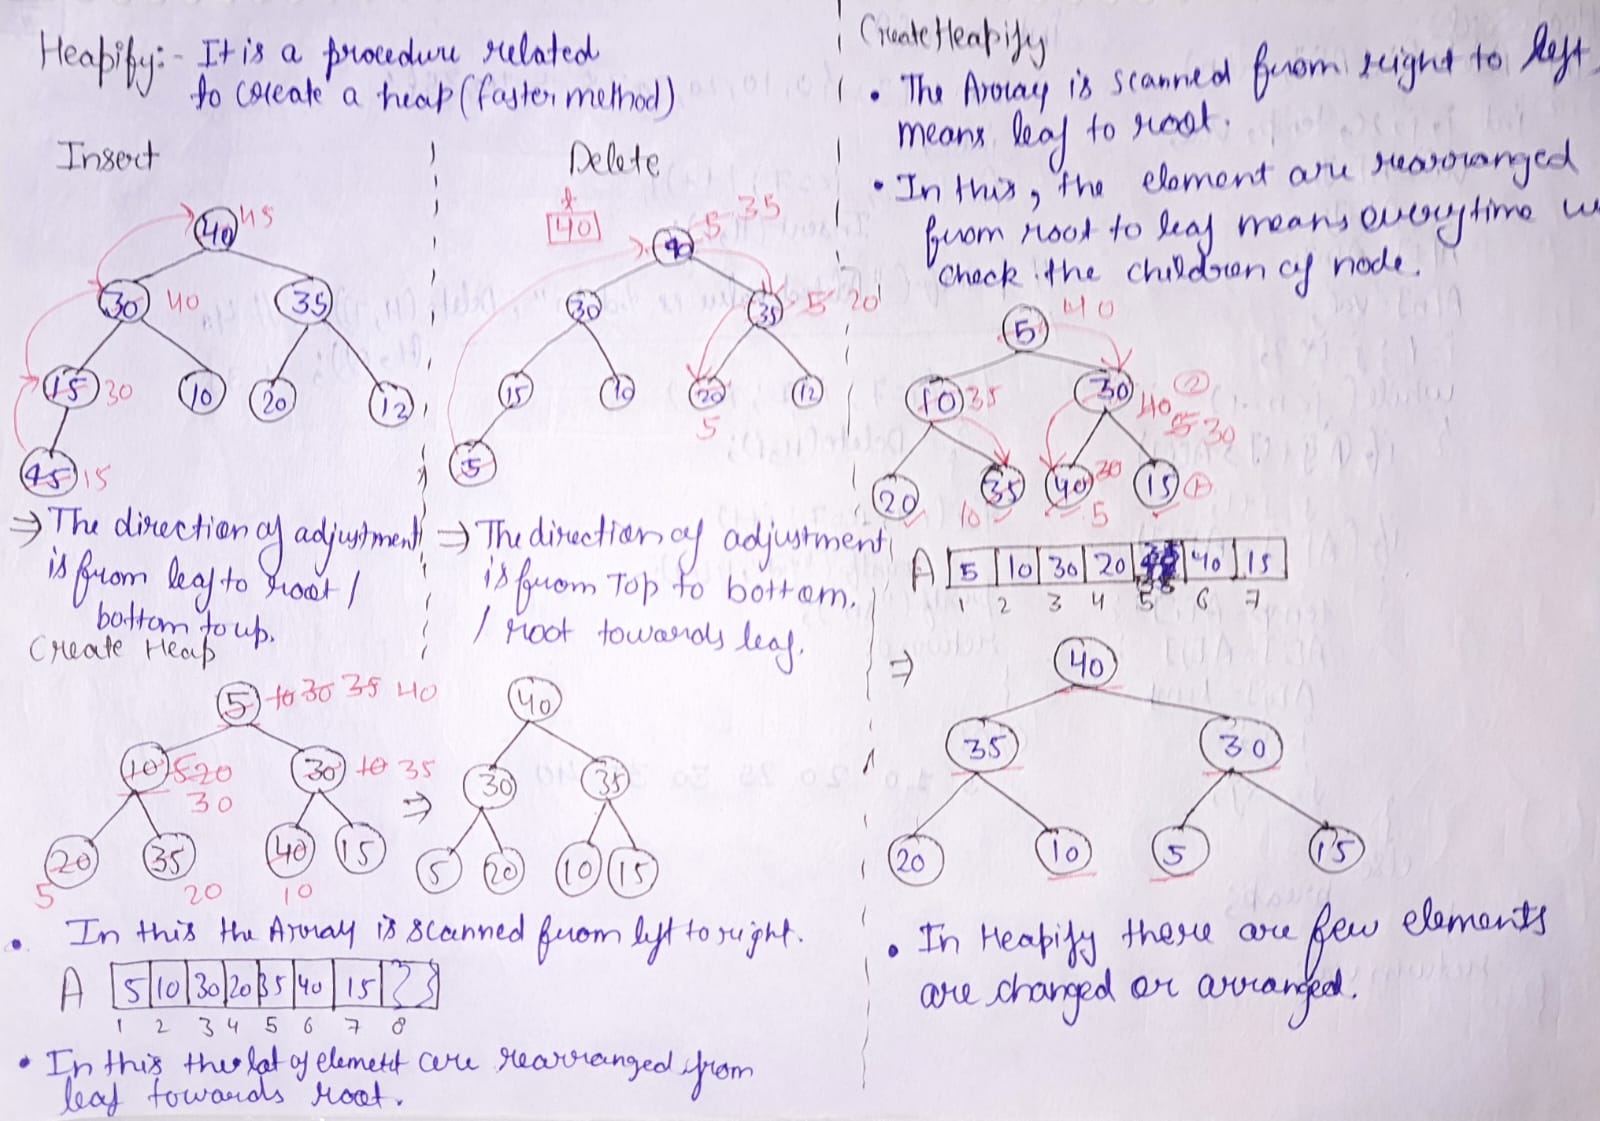 Heapify:- It is a procedure related
to create a heap (faster method)
Insert
40 45
30 40 35
15 30 10 20 12
45 15
⇒ The direction of adjustment
is from leaf to root /
bottom to up.
Delete
x
40
40 5 35
30 35 5 20
15 10 20 12
5
5
⇒ The direction of adjustment
is from Top to bottom.
/ root towards leaf.
Create Heap
5 10 30 35 40
10 5 20 30 10 35
30
20 35 40 15
5 20 10
⇒
40
30 35
5 20 10 15
• In this the Array is scanned from left to right.
A 5 10 30 20 35 40 15
1 2 3 4 5 6 7 8
• In this the lot of element are rearranged from
leaf towards root.
Create Heapify
• The Array is scanned from right to left
means leaf to root.
• In this, the element are rearranged
from root to leaf means everytime
check the children of node.
5 40
10 35 30 40 2
5 30
20 35 40 30 15 1
10 5
A 5 10 30 20 35 40 15
1 2 3 4 5 6 7
⇒
40
35 30
20 10 5 15
• In Heapify there are few elements
are changed or arranged.